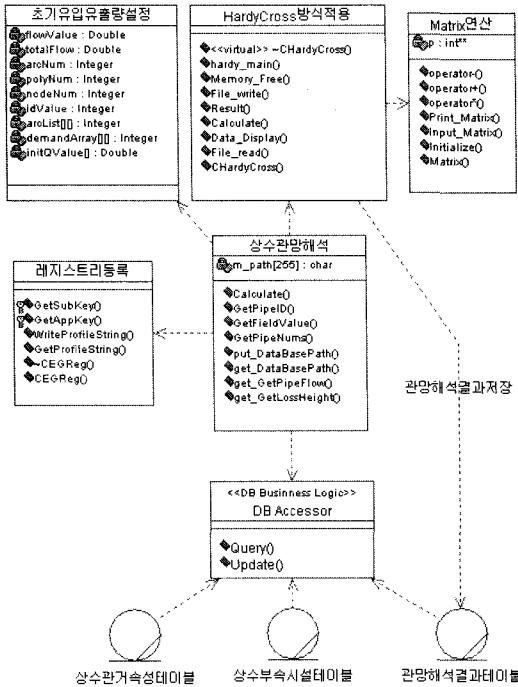 초기유입유출량설정
flowValue : Double
totalFlow : Double
arcNum : Integer
polyNum : Integer
nodeNum : Integer
idValue : Integer
arcList[][] : Integer
demandArray[][] : Integer
initQValue[] : Double
HardyCross방식적용
<<virtual>> ~CHardyCross()
hardy_main()
Memory_Free()
File_write()
Result()
Calculate()
Data_Display()
File_read()
CHardyCross()
Matrix연산
p : int**
operator-()
operator+()
operator*()
Print_Matrix()
Input_Matrix()
Initialize()
Matrix()
상수관망해석
m_path[255] : char
Calculate()
GetPipeID()
GetFieldValue()
GetPipeNums()
put_DataBasePath()
get_DataBasePath()
get_GetPipeFlow()
get_GetLossHeight()
레지스트리등록
GetSubKey()
GetAppKey()
WriteProfileString()
GetProfileString()
~CEGReg()
CEGReg()
관망해석결과저장
<<DB Businness Logic>>
DB Accessor
Query()
Update()
상수관거속성테이블
상수부속시설테이블
관망해석결과테이블